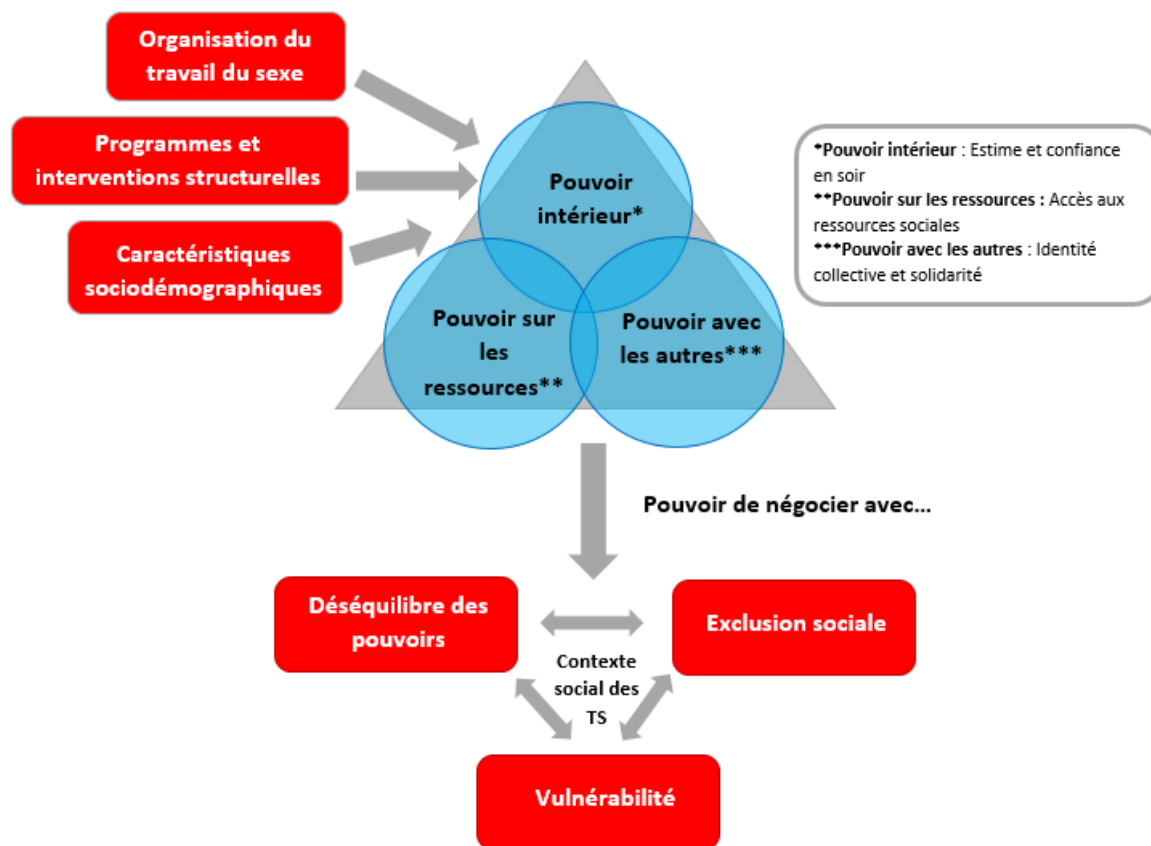 Organisation du
travail du sexe
Programmes et
interventions structurelles
Caractéristiques
sociodémographiques
Pouvoir
intérieur*
Pouvoir sur
les
ressources**
Pouvoir avec
les autres***
*Pouvoir intérieur : Estime et confiance
en soir
**Pouvoir sur les ressources : Accès aux
ressources sociales
***Pouvoir avec les autres : Identité
collective et solidarité
Pouvoir de négocier avec...
Déséquilibre des
pouvoirs
Exclusion sociale
Contexte
social des
TS
Vulnérabilité